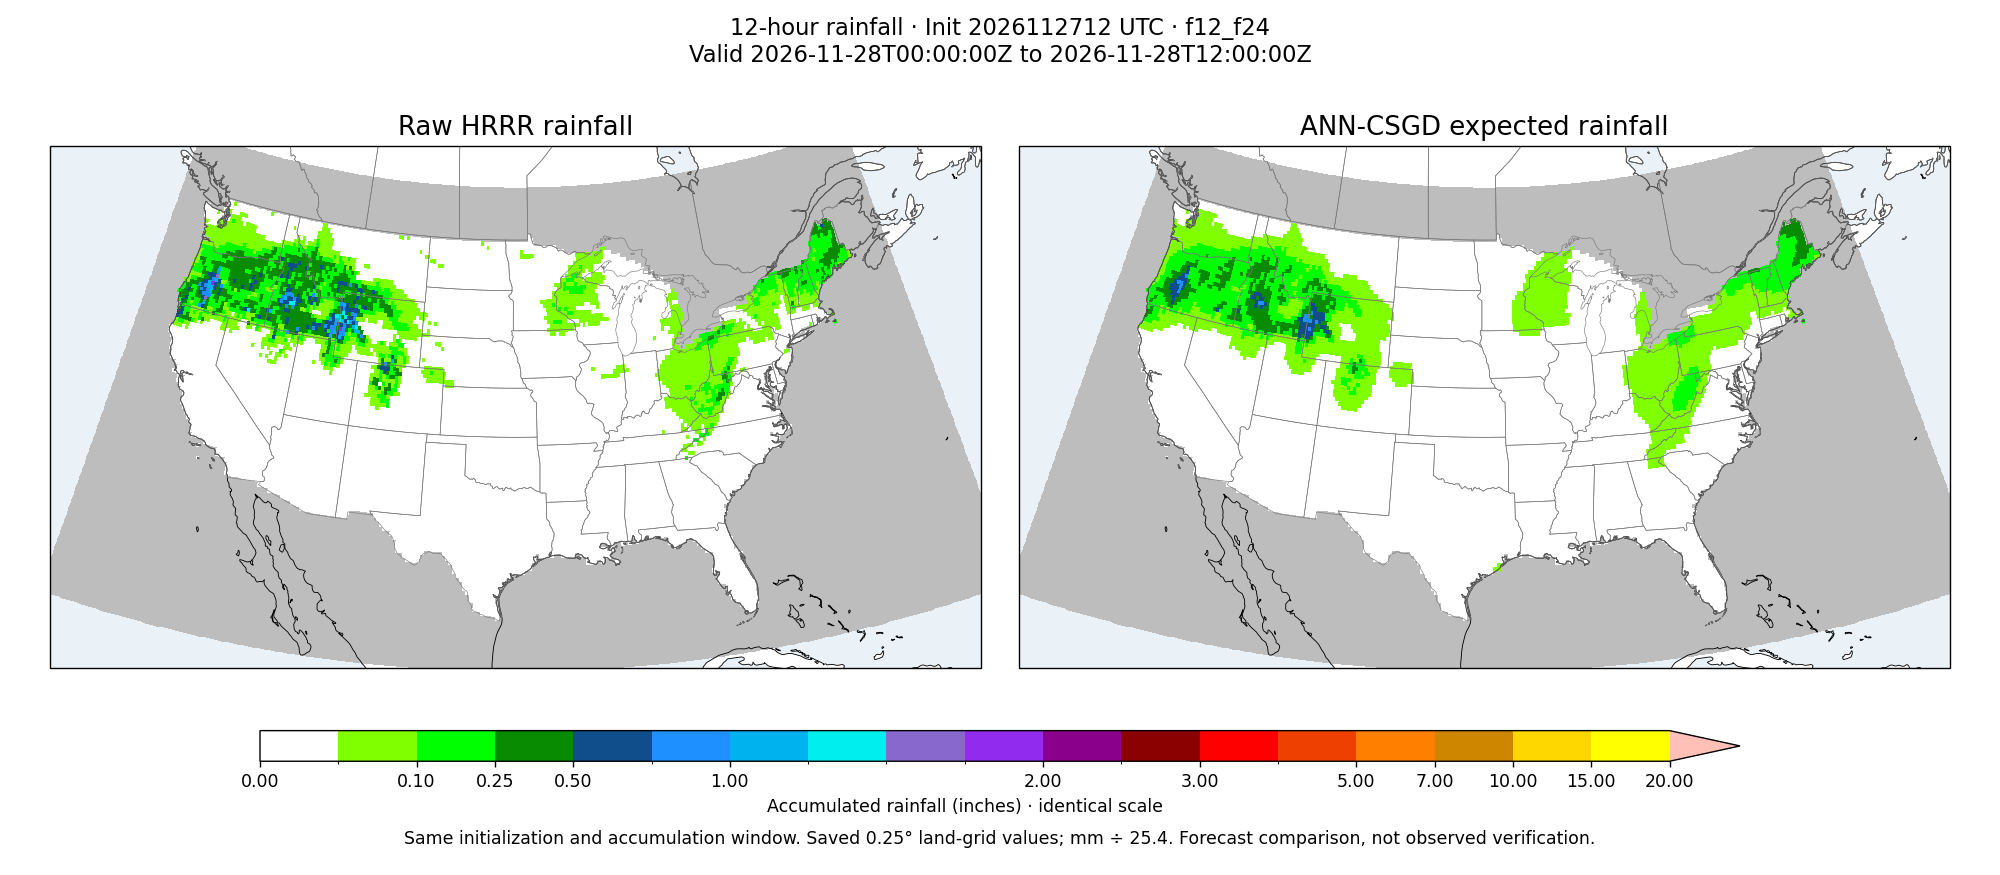 12-hour rainfall · Init 2026112712 UTC · f12_f24
Valid 2026-11-28T00:00:00Z to 2026-11-28T12:00:00Z
Raw HRRR rainfall
ANN-CSGD expected rainfall
0.00 0.10 0.25 0.50 1.00 2.00 3.00 5.00 7.00 10.00 15.00 20.00
Accumulated rainfall (inches) · identical scale
Same initialization and accumulation window. Saved 0.25° land-grid values; mm ÷ 25.4. Forecast comparison, not observed verification.